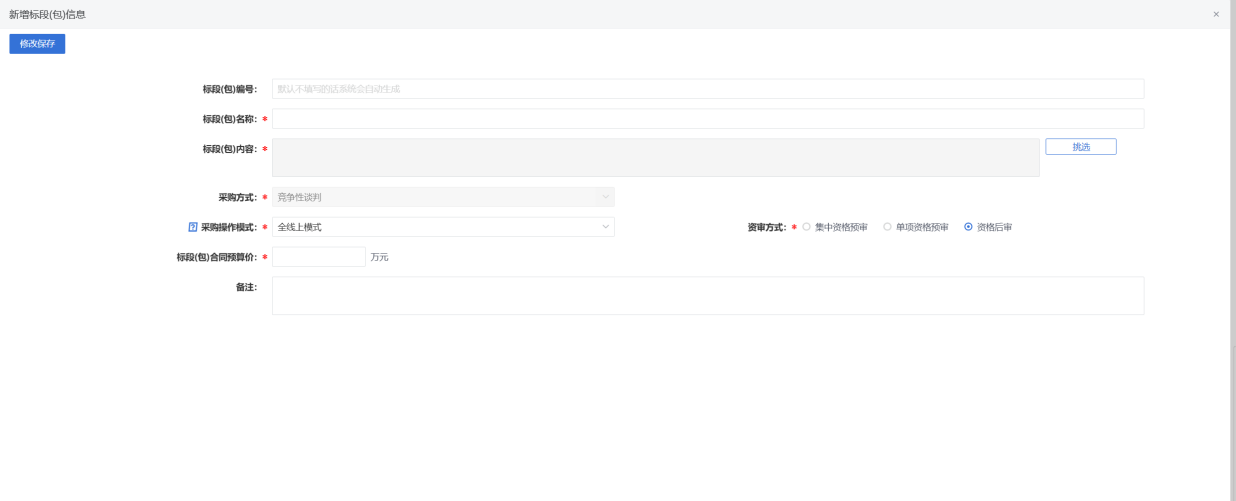 新增标段(包)信息 ×
修改保存
标段(包)编号: 默认不填写的话系统会自动生成
标段(包)名称: *
标段(包)内容: * 挑选
采购方式: * 竞争性谈判
? 采购操作模式: * 全线上模式 资审方式: * 集中资格预审 单项资格预审 资格后审
标段(包)合同预算价: * 万元
备注: